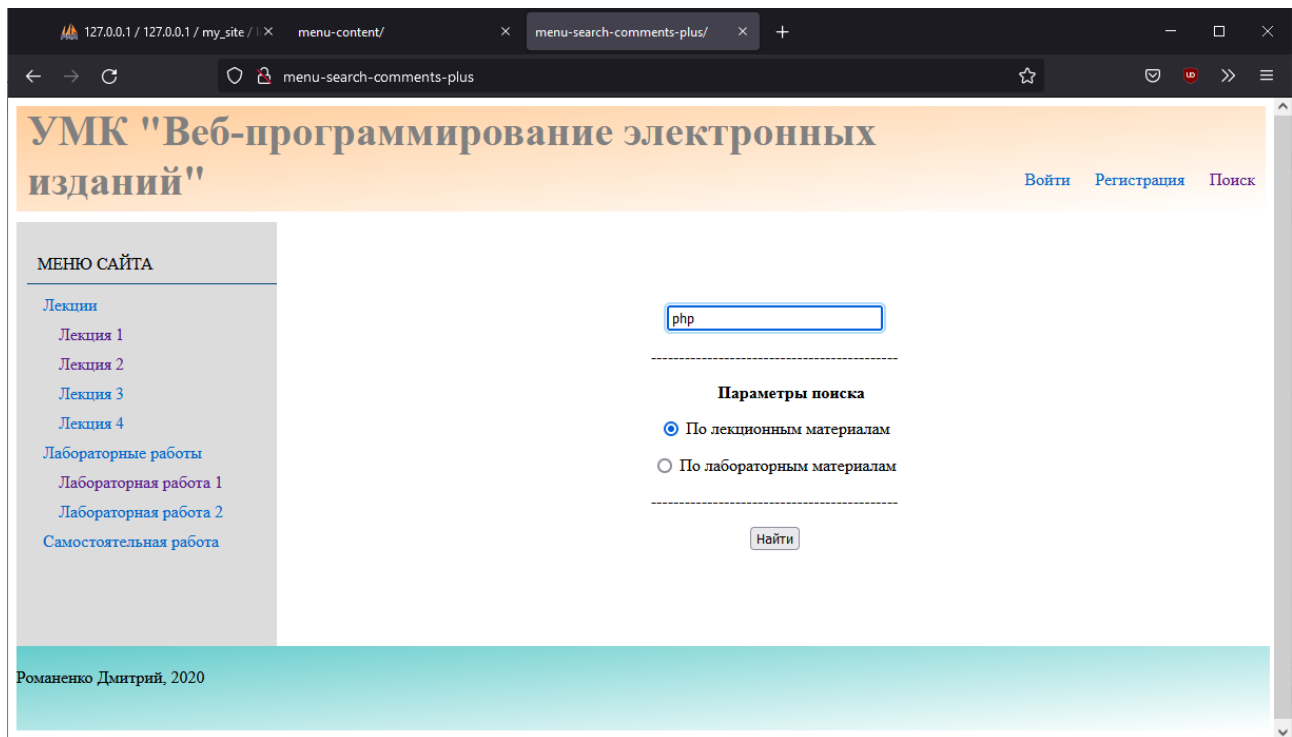 127.0.0.1 / 127.0.0.1 / my_site /
menu-content/
menu-search-comments-plus/
menu-search-comments-plus
УМК "Веб-программирование электронных
изданий"
Войти Регистрация Поиск
МЕНЮ САЙТА
Лекции
Лекция 1
Лекция 2
Лекция 3
Лекция 4
Лабораторные работы
Лабораторная работа 1
Лабораторная работа 2
Самостоятельная работа
php
---------------------------------------------
Параметры поиска
По лекционным материалам
По лабораторным материалам
---------------------------------------------
Найти
Романенко Дмитрий, 2020